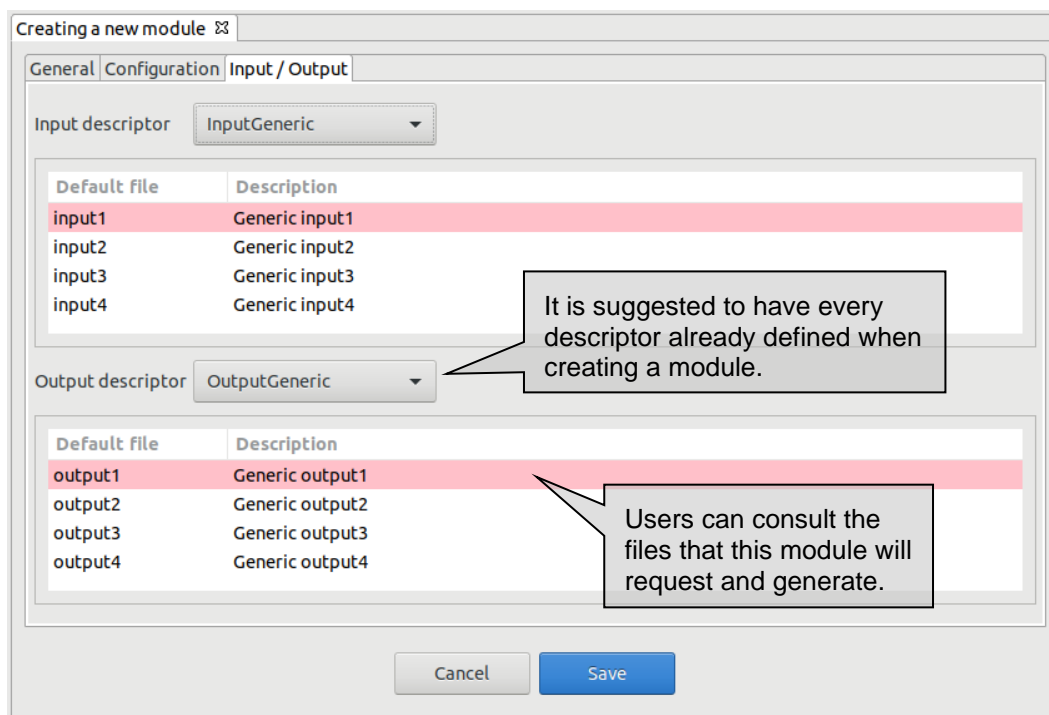 Creating a new module
General Configuration Input / Output
Input descriptor InputGeneric
Default file Description
input1 Generic input1
input2 Generic input2
input3 Generic input3
input4 Generic input4
It is suggested to have every
descriptor already defined when
creating a module.
Output descriptor OutputGeneric
Default file Description
output1 Generic output1
output2 Generic output2
output3 Generic output3
output4 Generic output4
Users can consult the
files that this module will
request and generate.
Cancel Save